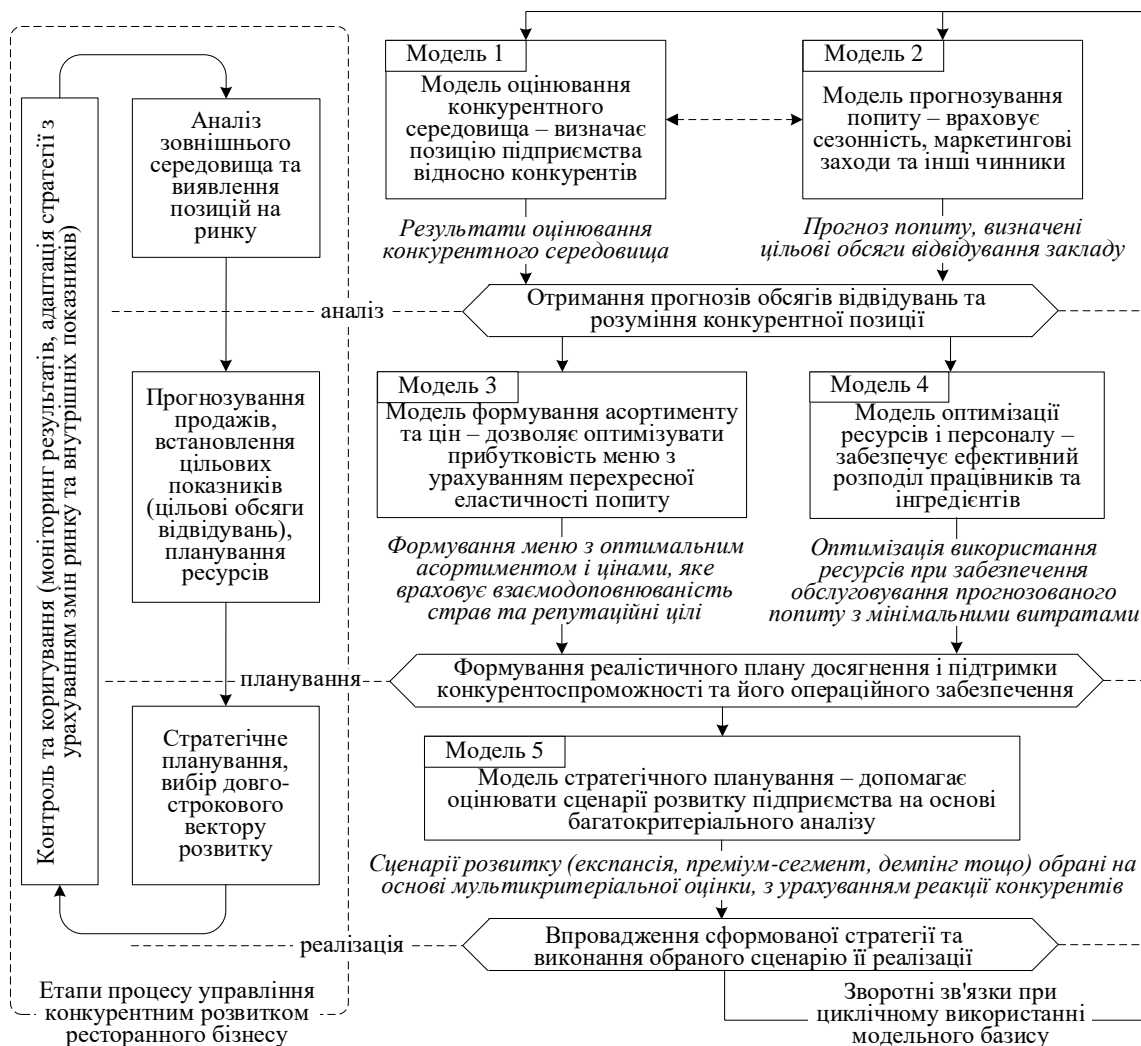 Контроль та коригування (моніторинг результатів, адаптація стратегії з
урахуванням змін ринку та внутрішніх показників)
Аналіз
зовнішнього
середовища та
виявлення
позицій на
ринку
Прогнозування
продажів,
встановлення
цільових
показників
(цільові обсяги
відвідувань),
планування
ресурсів
Стратегічне
планування,
вибір довго-
строкового
вектору
розвитку
Етапи процесу управління
конкурентним розвитком
ресторанного бізнесу
Модель 1
Модель оцінювання
конкурентного
середовища – визначає
позицію підприємства
відносно конкурентів
Модель 2
Модель прогнозування
попиту – враховує
сезонність, маркетингові
заходи та інші чинники
Результати оцінювання
конкурентного середовища
Прогноз попиту, визначені
цільові обсяги відвідування закладу
аналіз
Отримання прогнозів обсягів відвідувань та
розуміння конкурентної позиції
Модель 3
Модель формування асортименту
та цін – дозволяє оптимізувати
прибутковість меню з
урахуванням перехресної
еластичності попиту
Модель 4
Модель оптимізації
ресурсів і персоналу –
забезпечує ефективний
розподіл працівників та
інгредієнтів
Формування меню з оптимальним
асортиментом і цінами, яке
враховує взаємодоповнюваність
страв та репутаційні цілі
Оптимізація використання
ресурсів при забезпечення
обслуговування прогнозованого
попиту з мінімальними витратами
планування
Формування реалістичного плану досягнення і підтримки
конкурентоспроможності та його операційного забезпечення
Модель 5
Модель стратегічного планування – допомагає
оцінювати сценарії розвитку підприємства на основі
багатокритеріального аналізу
Сценарії розвитку (експансія, преміум-сегмент, демпінг тощо) обрані на
основі мультикритеріальної оцінки, з урахуванням реакції конкурентів
реалізація
Впровадження сформованої стратегії та
виконання обраного сценарію її реалізації
Зворотні зв'язки при
циклічному використанні
модельного базису